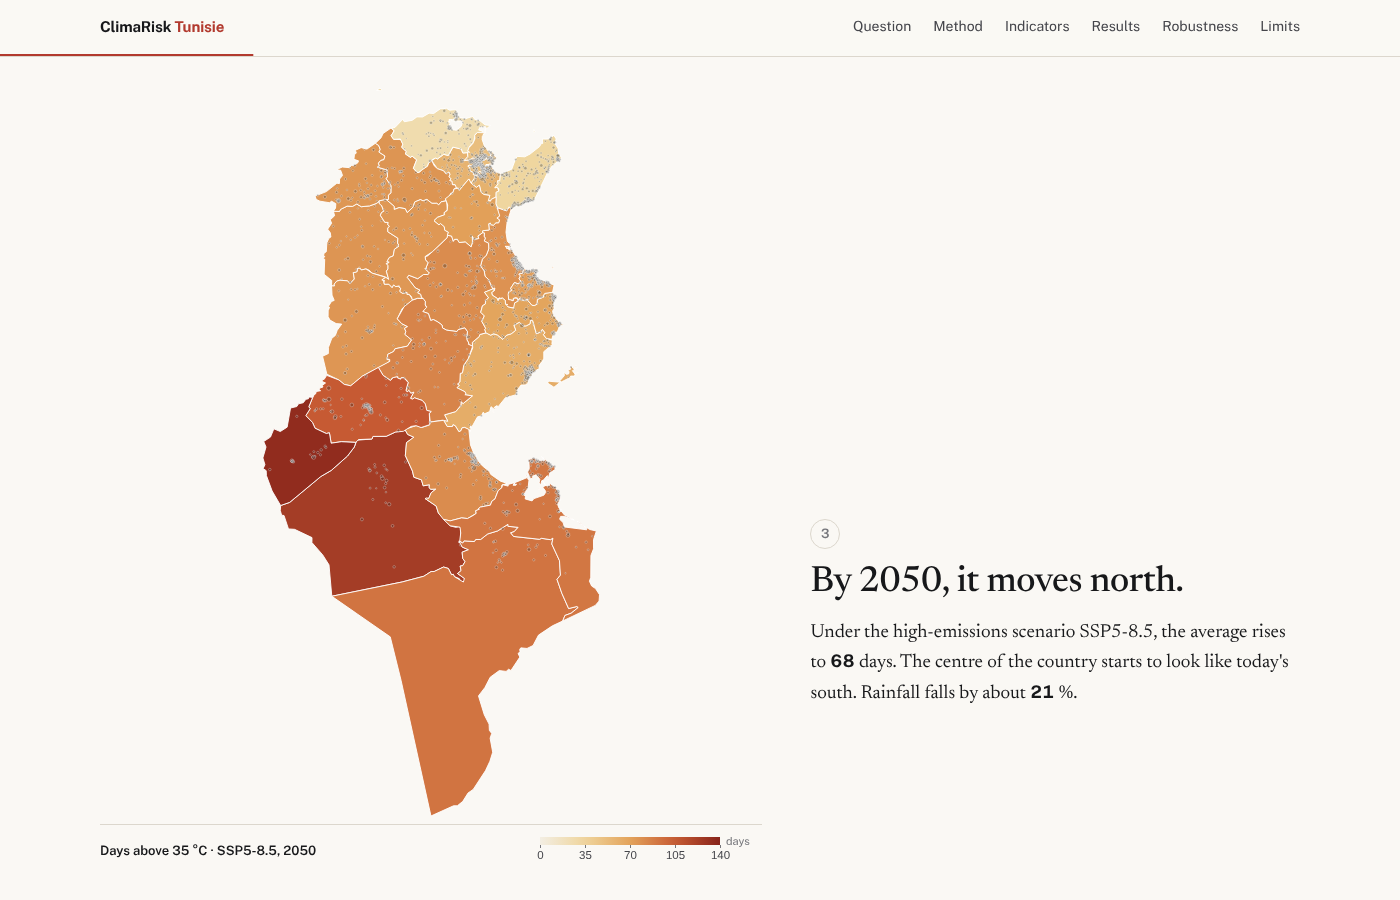 ClimaRisk Tunisie
Question Method Indicators Results Robustness Limits
3
By 2050, it moves north.
Under the high-emissions scenario SSP5-8.5, the average rises
to 68 days. The centre of the country starts to look like today's
south. Rainfall falls by about 21 %.
Days above 35 °C · SSP5-8.5, 2050
days
0 35 70 105 140